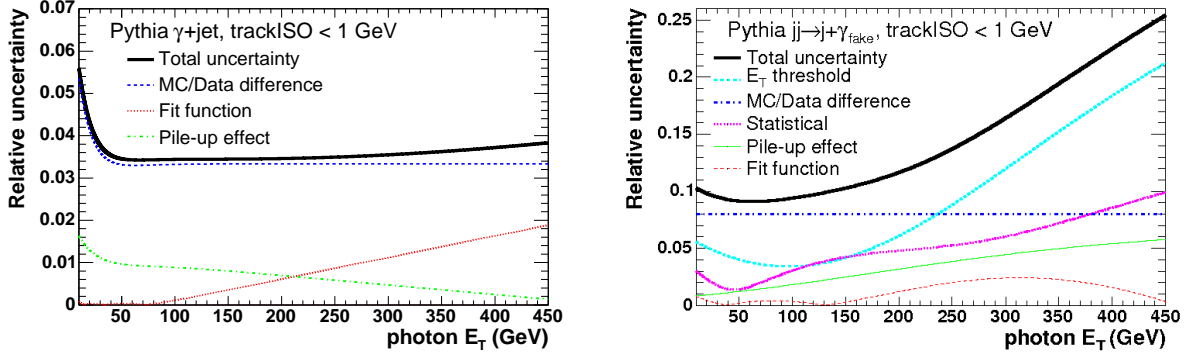 Pythia γ+jet, trackISO < 1 GeV
Total uncertainty
MC/Data difference
Fit function
Pile-up effect
Relative uncertainty
0.07
0.06
0.05
0.04
0.03
0.02
0.01
0
50 100 150 200 250 300 350 400 450
photon E_T (GeV)
Pythia jj→j+γ_fake, trackISO < 1 GeV
Total uncertainty
E_T threshold
MC/Data difference
Statistical
Pile-up effect
Fit function
Relative uncertainty
0.25
0.2
0.15
0.1
0.05
0
50 100 150 200 250 300 350 400 450
photon E_T (GeV)